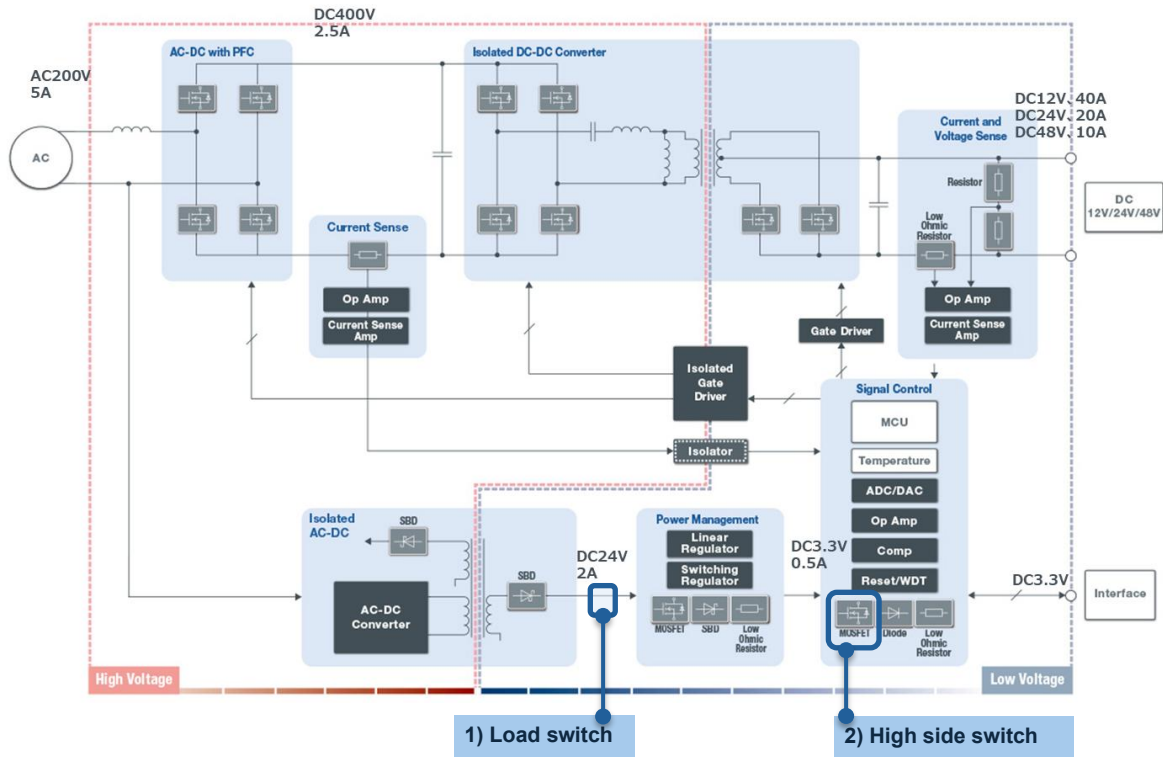 DC400V
2.5A
AC-DC with PFC
Isolated DC-DC Converter
AC200V
5A
DC12V、40A
DC24V、20A
DC48V、10A
Current and
Voltage Sense
AC
Resistor
DC
12V/24V/48V
Low
Ohmic
Resistor
Current Sense
Op Amp
Current Sense
Amp
Op Amp
Current Sense
Amp
Gate Driver
Isolated
Gate
Driver
Signal Control
MCU
Isolator
Temperature
ADC/DAC
Isolated
AC-DC
SBD
Power Management
Op Amp
Linear
Regulator
DC3.3V
0.5A
Comp
DC24V
2A
Switching
Regulator
Reset/WDT
DC3.3V
SBD
AC-DC
Converter
Interface
MOSFET
SBD
Low
Ohmic
Resistor
MOSFET
Diode
Low
Ohmic
Resistor
High Voltage
Low Voltage
1) Load switch
2) High side switch